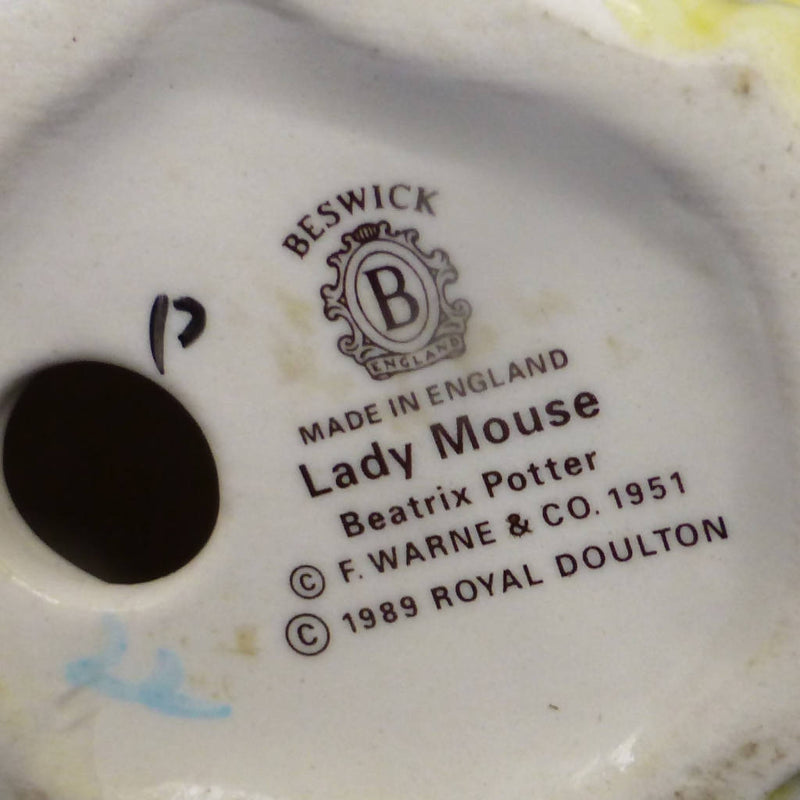 BESWICK
B
ENGLAND
MADE IN ENGLAND
Lady Mouse
Beatrix Potter
© F. WARNE & CO. 1951
© 1989 ROYAL DOULTON